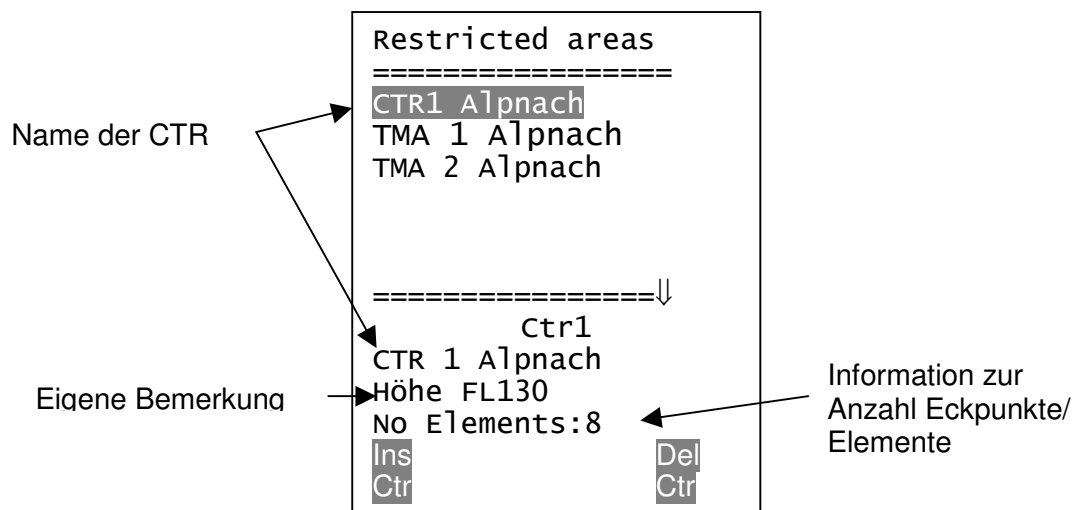 Restricted areas
=================
CTR1 Alpnach
TMA 1 Alpnach
TMA 2 Alpnach
================⇓
Ctr1
CTR 1 Alpnach
Höhe FL130
No Elements:8
Ins Del
Ctr Ctr
Name der CTR
Eigene Bemerkung
Information zur
Anzahl Eckpunkte/
Elemente